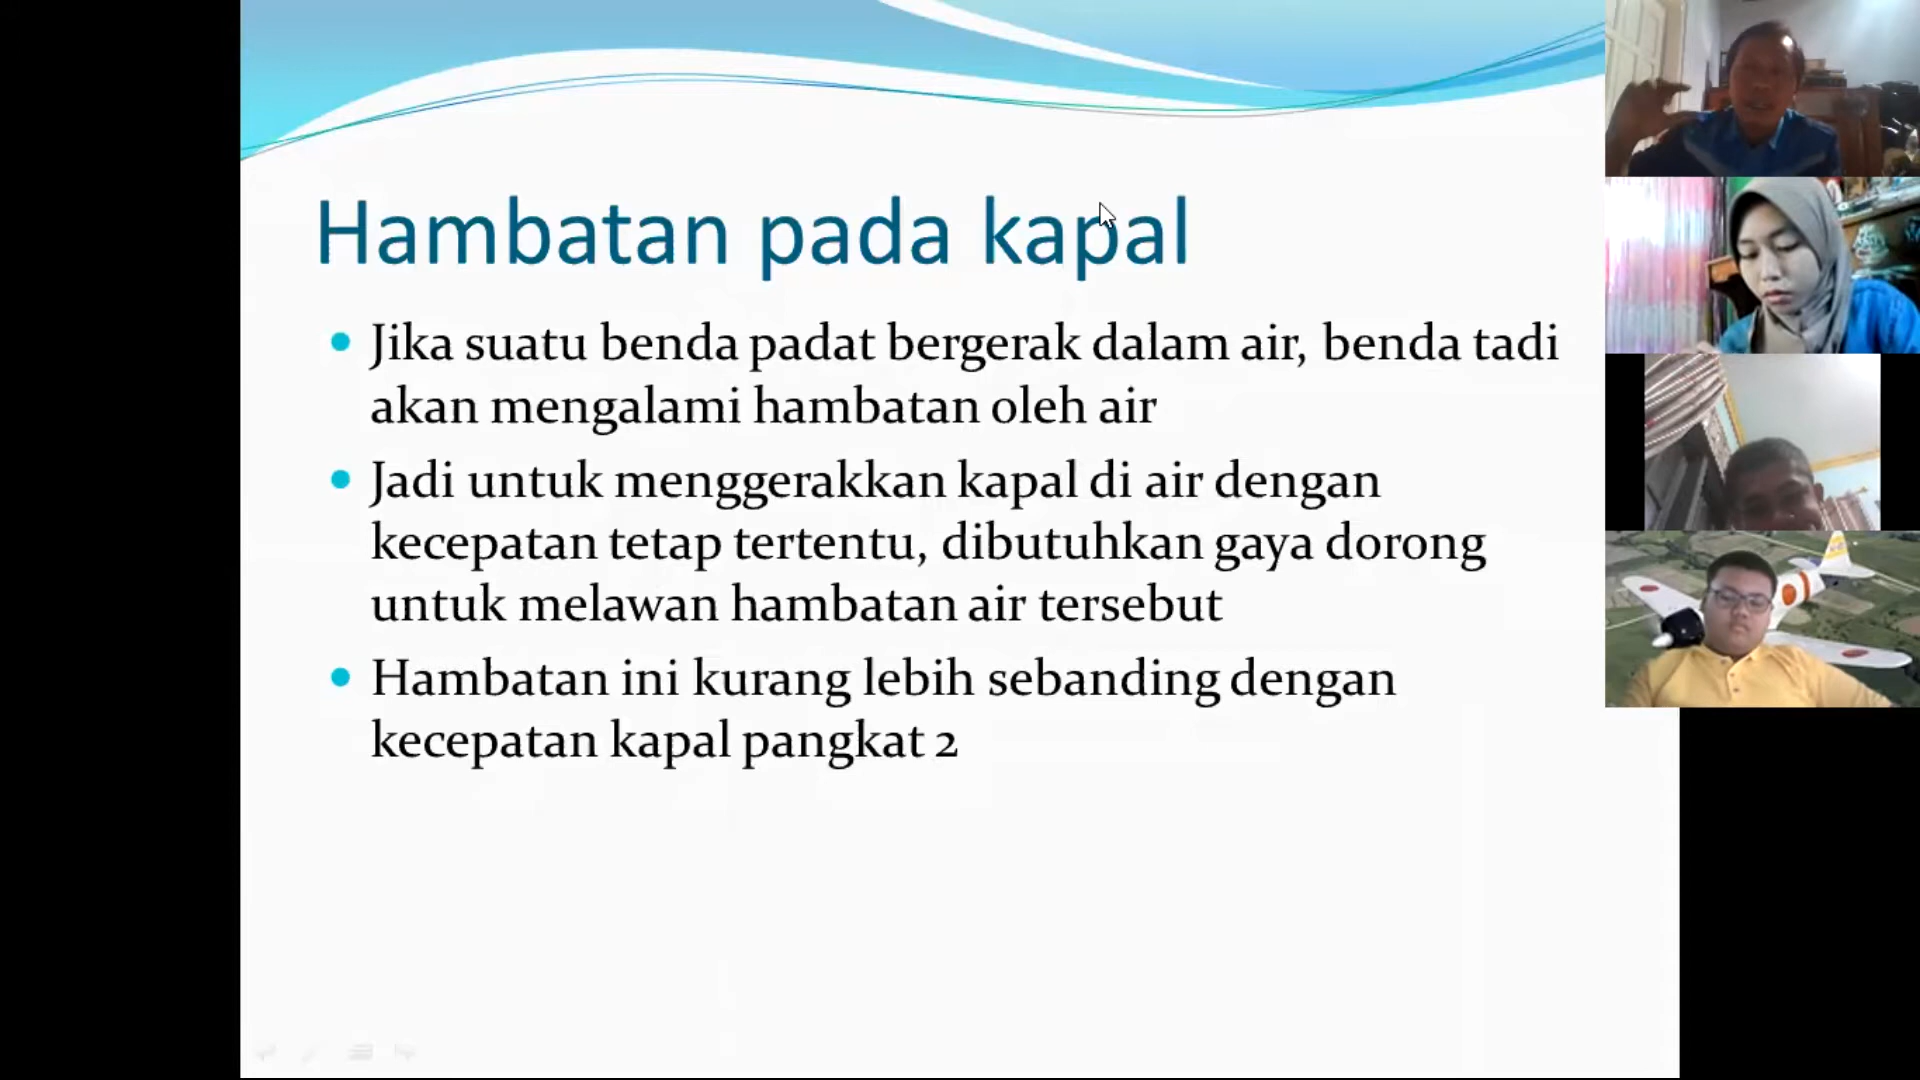 Hambatan pada kapal
Jika suatu benda padat bergerak dalam air, benda tadi
akan mengalami hambatan oleh air
Jadi untuk menggerakkan kapal di air dengan
kecepatan tetap tertentu, dibutuhkan gaya dorong
untuk melawan hambatan air tersebut
Hambatan ini kurang lebih sebanding dengan
kecepatan kapal pangkat 2